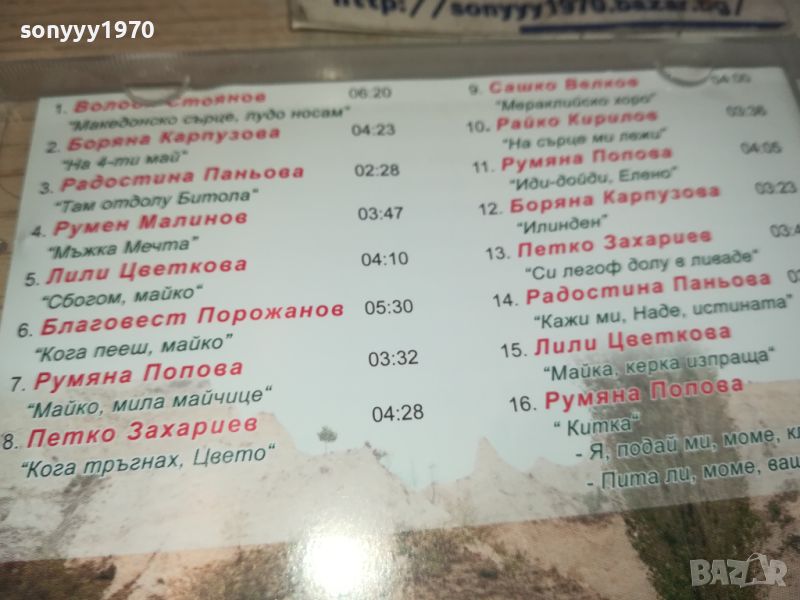 http://sonyyy1970.bazar.bg/
sonyyy1970
1. Володя Стоянов 06:20
"Македонско сърце, лудо носам"
2. Боряна Карпузова 04:23
"На 4-ти май"
3. Радостина Паньова 02:28
"Там отдолу Битола"
4. Румен Малинов 03:47
"Мъжка Мечта"
5. Лили Цветкова 04:10
"Сбогом, майко"
6. Благовест Порожанов 05:30
"Кога пееш, майко"
7. Румяна Попова 03:32
"Майко, мила майчице"
8. Петко Захариев 04:28
"Кога тръгнах, Цвето"
9. Сашко Велков 04:00
"Мераклийско хоро"
10. Райко Кирилов 03:36
"На сърце ми лежи"
11. Румяна Попова 04:05
"Иди-дойди, Елено"
12. Боряна Карпузова 03:23
"Илинден"
13. Петко Захариев 03:4
"Си легоф долу в ливаде"
14. Радостина Паньова 03
"Кажи ми, Наде, истината"
15. Лили Цветкова
"Майка, керка изпраща"
16. Румяна Попова
"Китка"
- Я, подай ми, моме, кл
- Пита ли, моме, ваш
BAZAR